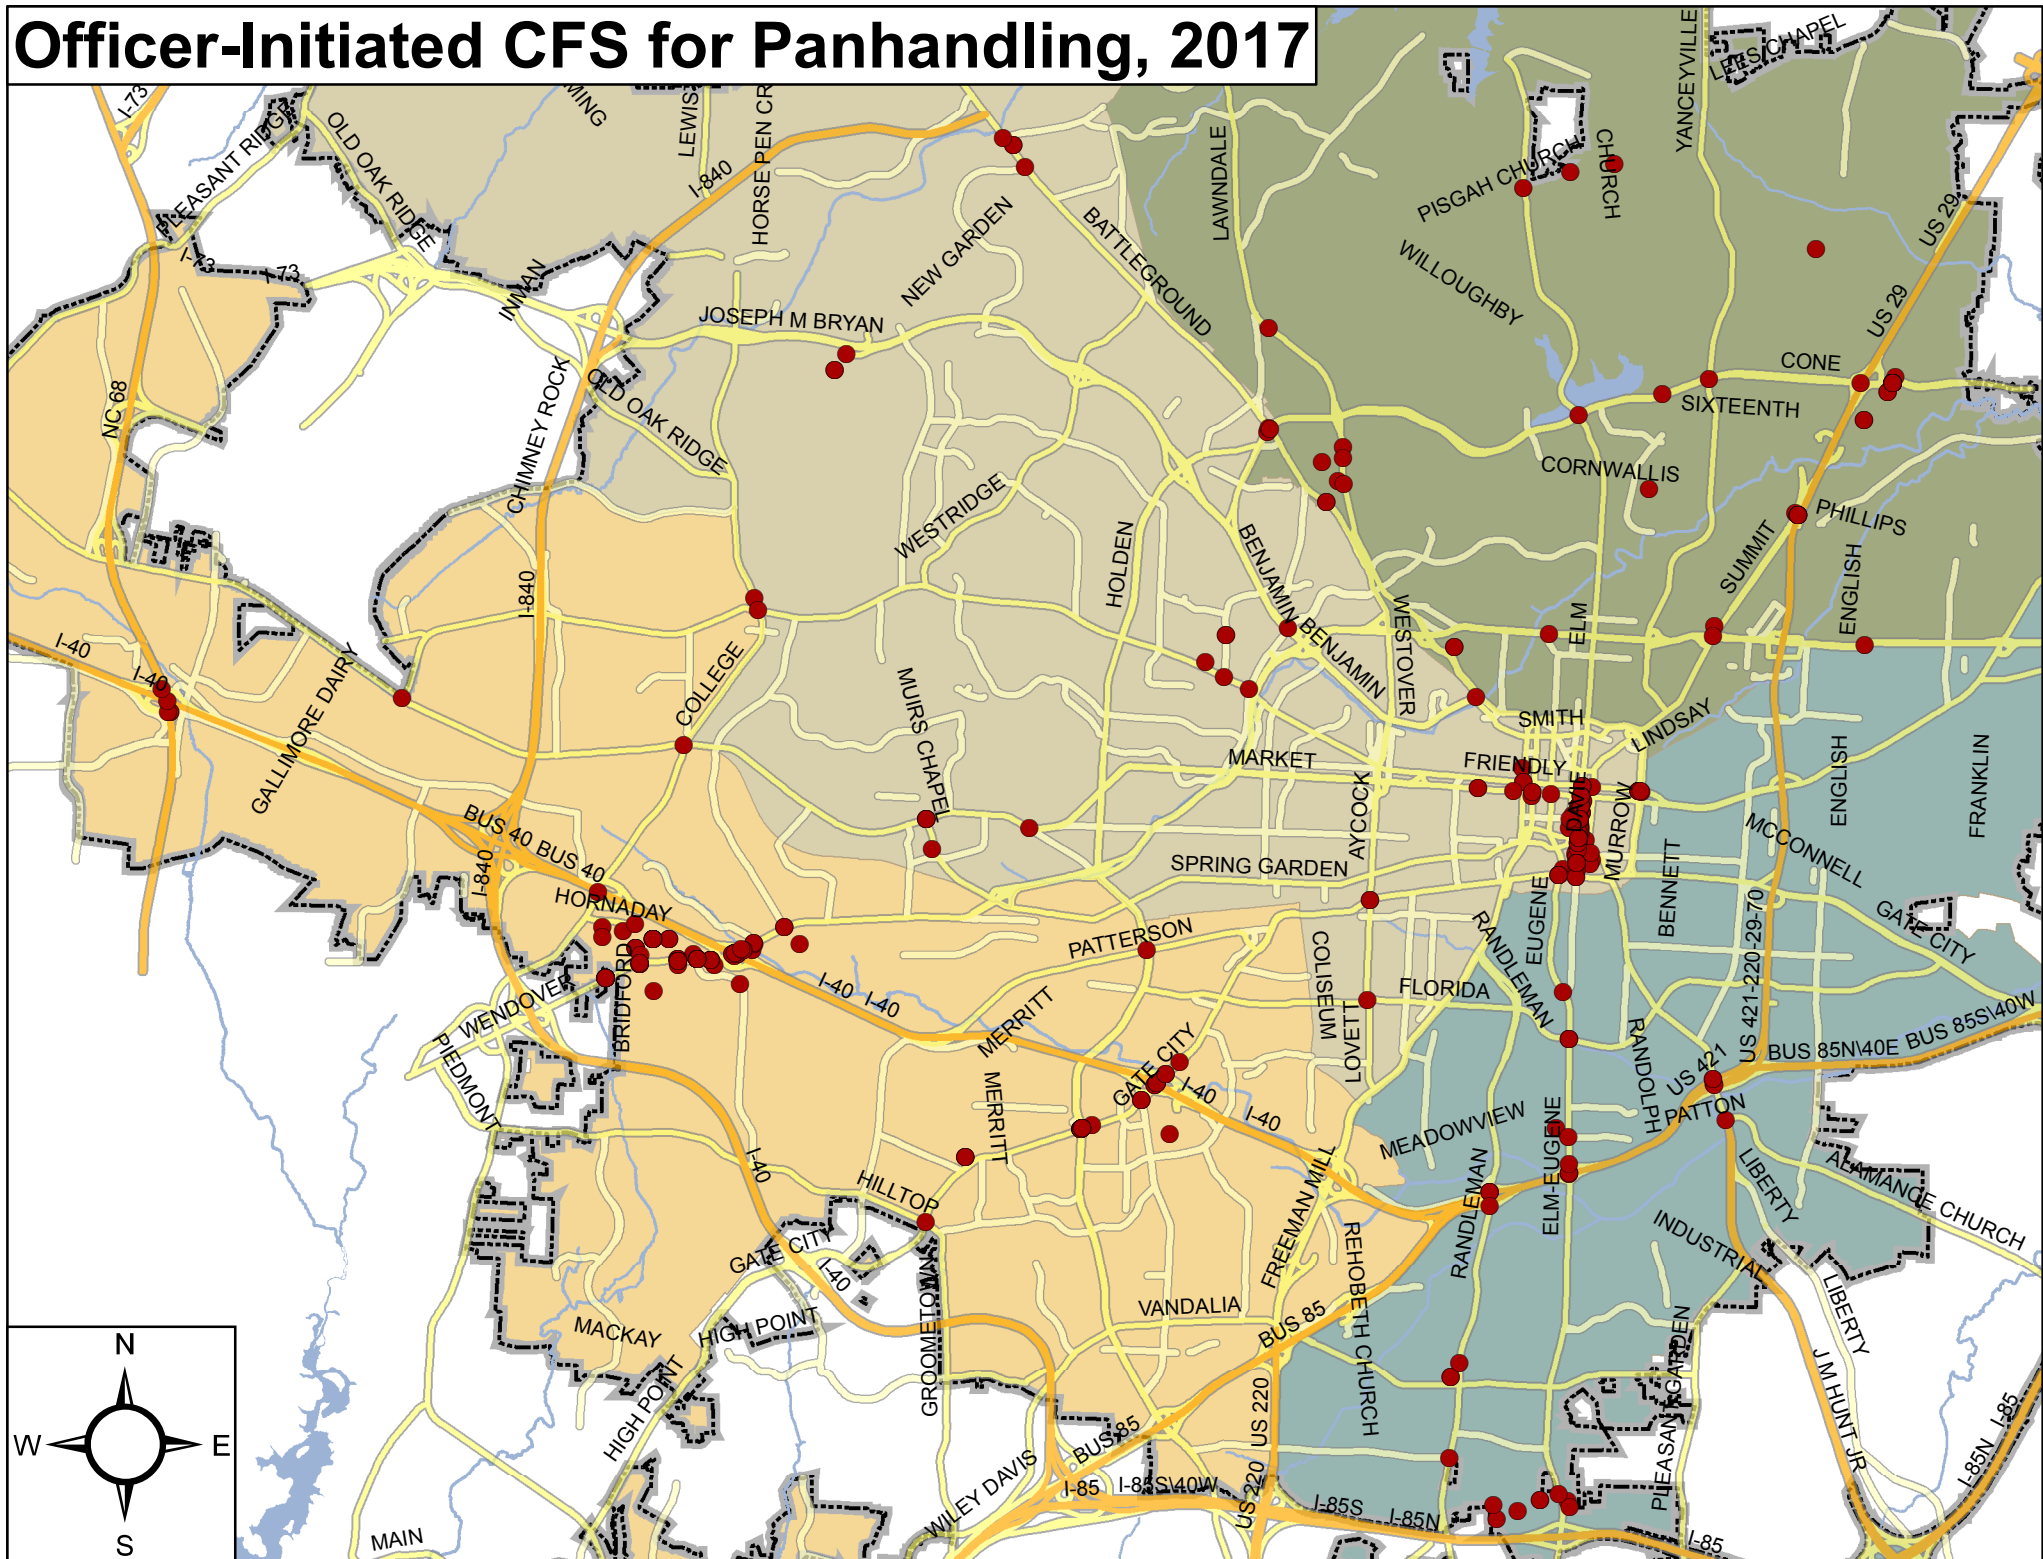 Officer-Initiated CFS for Panhandling, 2017
YANCEYVILLE
LEES CHAPEL
I-73
PLEASANT RIDGE
OLD OAK RIDGE
LEWIS
HORSE PEN CR
I-840
LAWNDALE
PISGAH CHURCH
CHURCH
US 29
I-73
I-73
INMAN
NEW GARDEN
BATTLEGROUND
WILLOUGHBY
US 29
JOSEPH M BRYAN
CONE
NC 68
CHIMNEY ROCK
OLD OAK RIDGE
SIXTEENTH
CORNWALLIS
WESTRIDGE
PHILLIPS
SUMMIT
I-840
HOLDEN
BENJAMIN
BENJAMIN
WESTOVER
ELM
ENGLISH
I-40
I-40
GALLIMORE DAIRY
COLLEGE
MUIRS CHAPEL
SMITH
LINDSAY
MARKET
FRIENDLY
ENGLISH
FRANKLIN
BUS 40
BUS 40
AYCOCK
DAVIE
MURROW
MCCONNELL
I-840
SPRING GARDEN
HORNADAY
EUGENE
BENNETT
GATE CITY
PATTERSON
COLISEUM
RANDLEMAN
US 421-220-29-70
WENDOVER
BRIDFORD
I-40
I-40
FLORIDA
PIEDMONT
MERRITT
LOVETT
RANDOLPH
BUS 85S\40W
BUS 85N\40E
GATE CITY
US 421
MERRITT
I-40
I-40
MEADOWVIEW
ELM-EUGENE
PATTON
I-40
HILLTOP
FREEMAN MILL
RANDLEMAN
LIBERTY
ALAMANCE CHURCH
GATE CITY
I-40
REHOBETH CHURCH
INDUSTRIAL
GROOMETOWN
VANDALIA
BUS 85
LIBERTY
N
MACKAY
HIGH POINT
PLEASANT GARDEN
HIGH POINT
US 220
J M HUNT JR
W
E
BUS 85
I-85
WILEY DAVIS
I-85
I-85S\40W
US 220
I-85S
I-85N
I-85N
I-85
S
MAIN